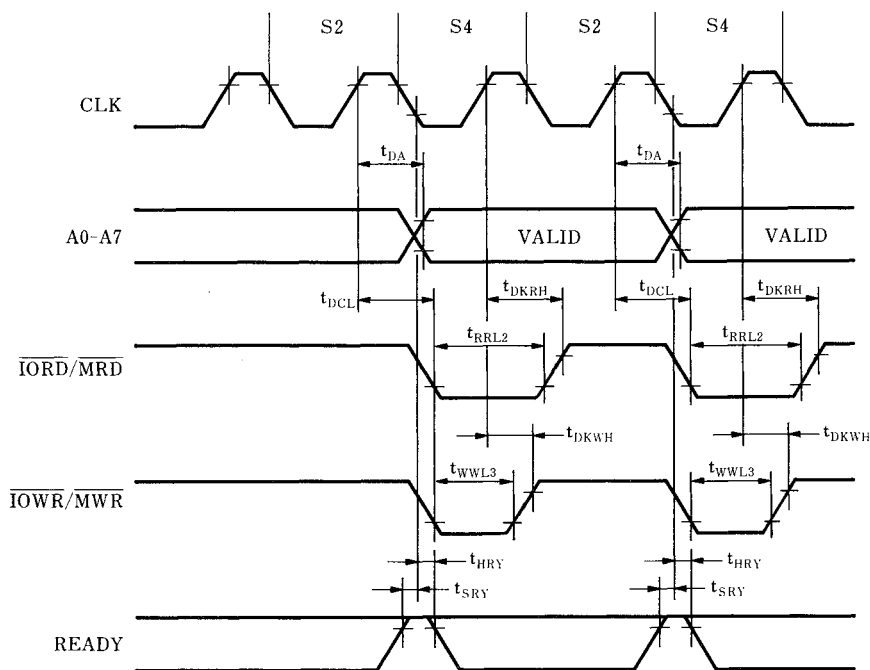 S2 S4 S2 S4
CLK
tDA tDA
A0-A7 VALID VALID
tDCL tDKRH tDCL tDKRH
tRRL2 tRRL2
IORD/MRD
tDKWH tDKWH
tWWL3 tWWL3
IOWR/MWR
tHRY tHRY
tSRY tSRY
READY